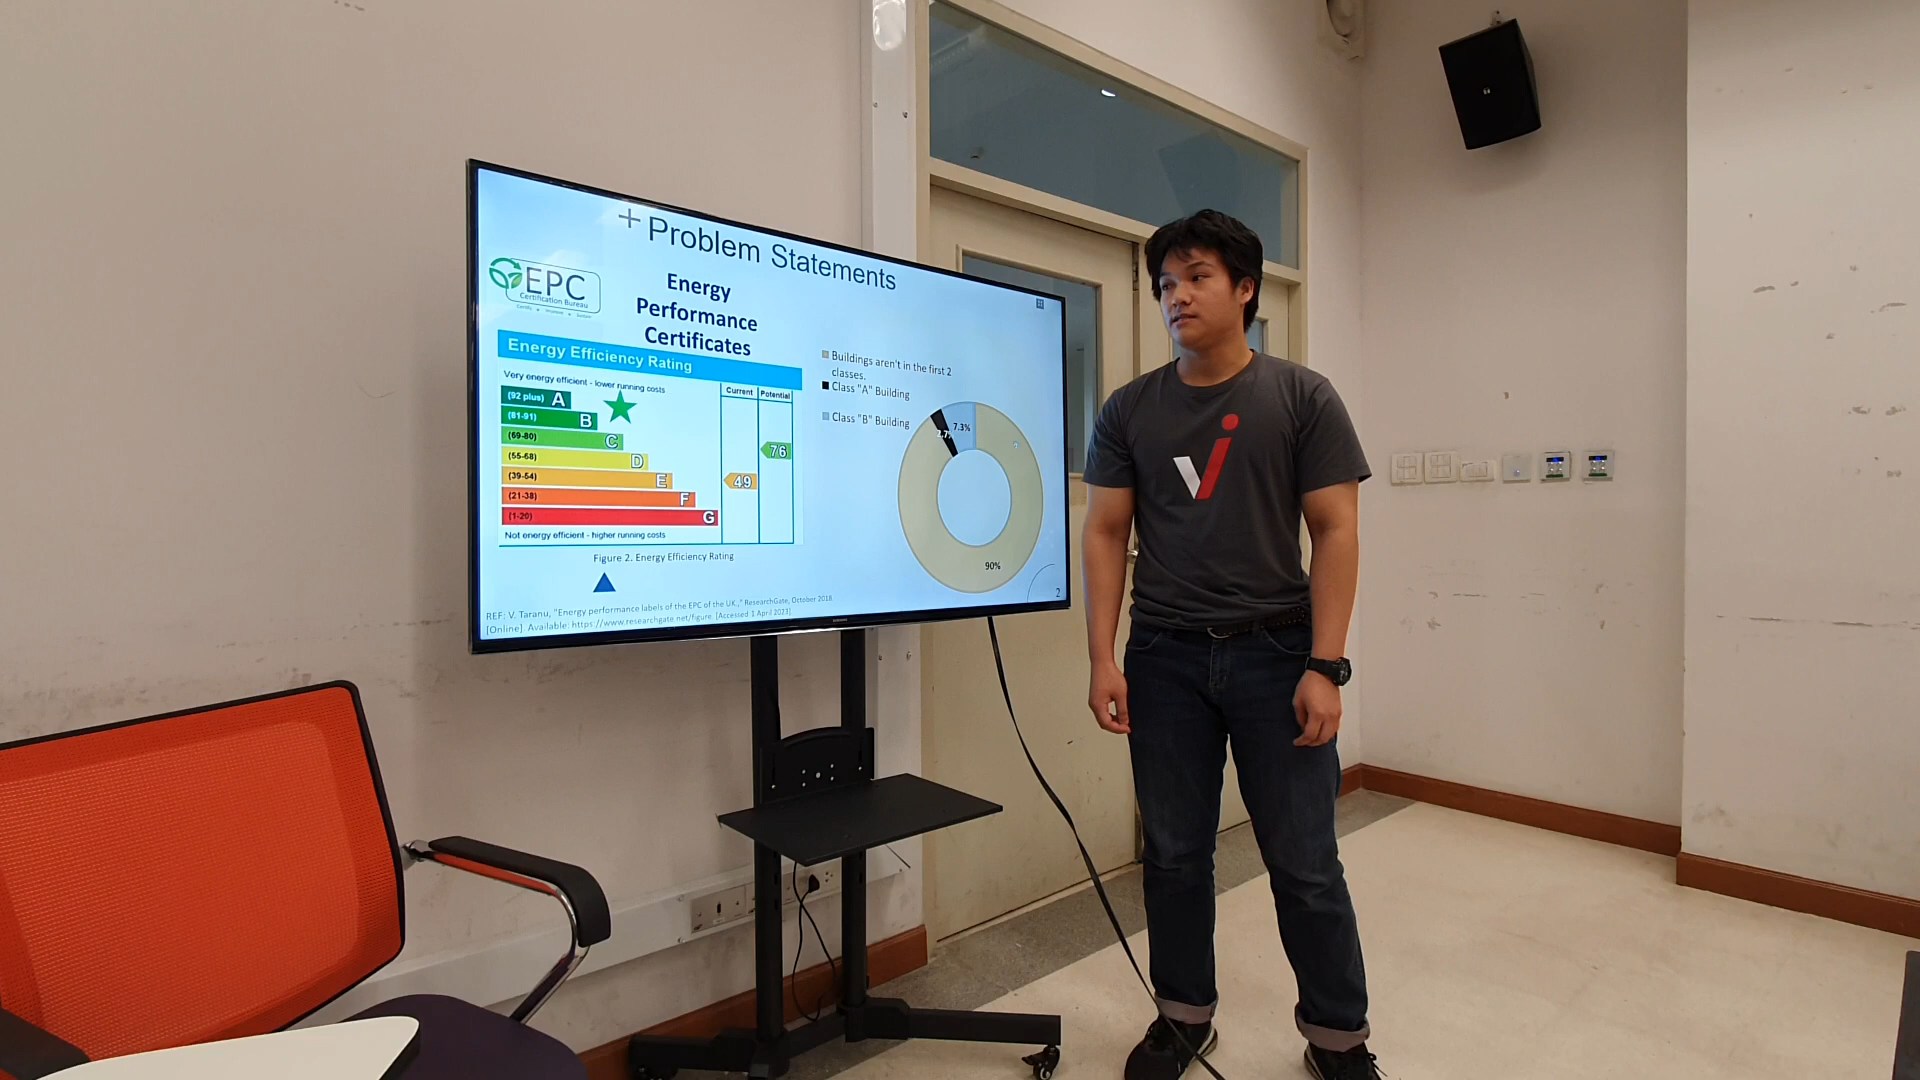 + Problem Statements
EPC
Certification Bureau
Energy
Performance
Certificates
Energy Efficiency Rating
Very energy efficient - lower running costs
Current
Potential
(92 plus) A
(81-91) B
(69-80) C
(55-68) D
(39-54) E
(21-38) F
(1-20) G
49
76
Not energy efficient - higher running costs
Figure 2. Energy Efficiency Rating
Buildings aren't in the first 2
classes.
Class "A" Building
Class "B" Building
7.3%
90%
REF: V. Taranu, "Energy performance labels of the EPC of the UK.," ResearchGate, October 2018.
[Online]. Available: https://www.researchgate.net/figure. [Accessed 1 April 2023]
2